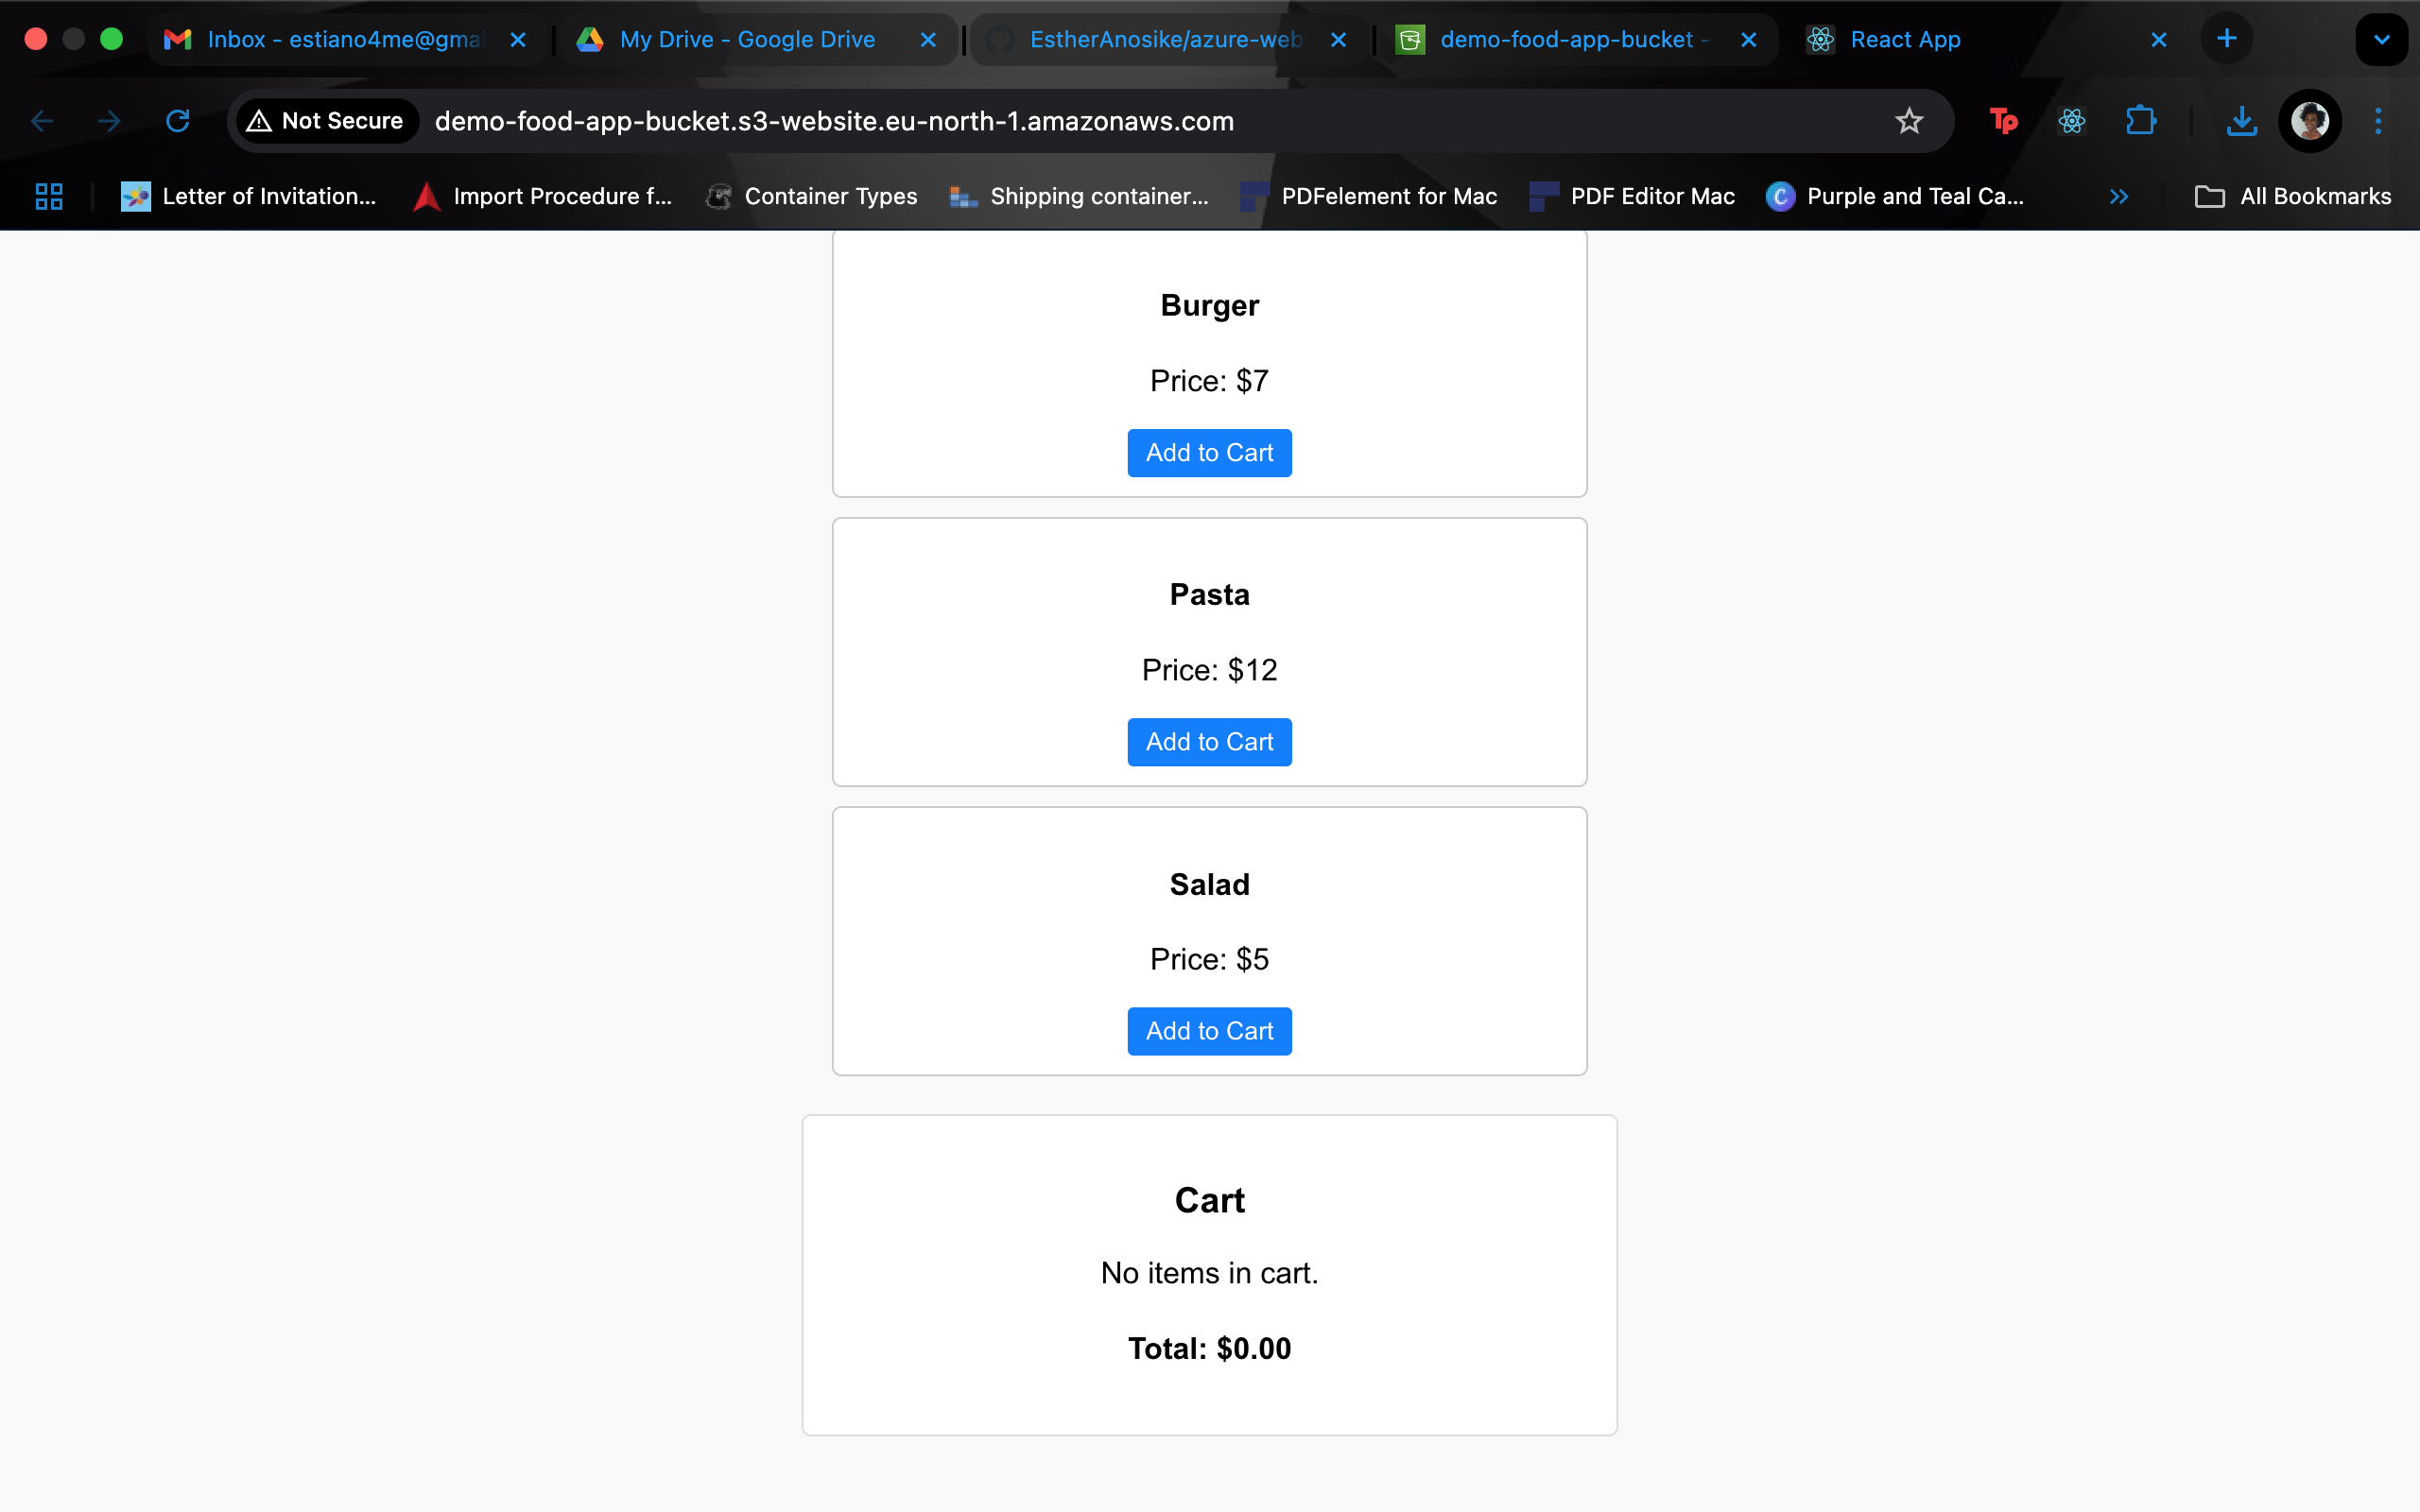 Inbox - estiano4me@gmai
My Drive - Google Drive
EstherAnosike/azure-web
demo-food-app-bucket -
React App
Not Secure
demo-food-app-bucket.s3-website.eu-north-1.amazonaws.com
Tp
Letter of Invitation...
Import Procedure f...
Container Types
Shipping container...
PDFelement for Mac
PDF Editor Mac
C
Purple and Teal Ca...
All Bookmarks
Burger
Price: $7
Add to Cart
Pasta
Price: $12
Add to Cart
Salad
Price: $5
Add to Cart
Cart
No items in cart.
Total: $0.00